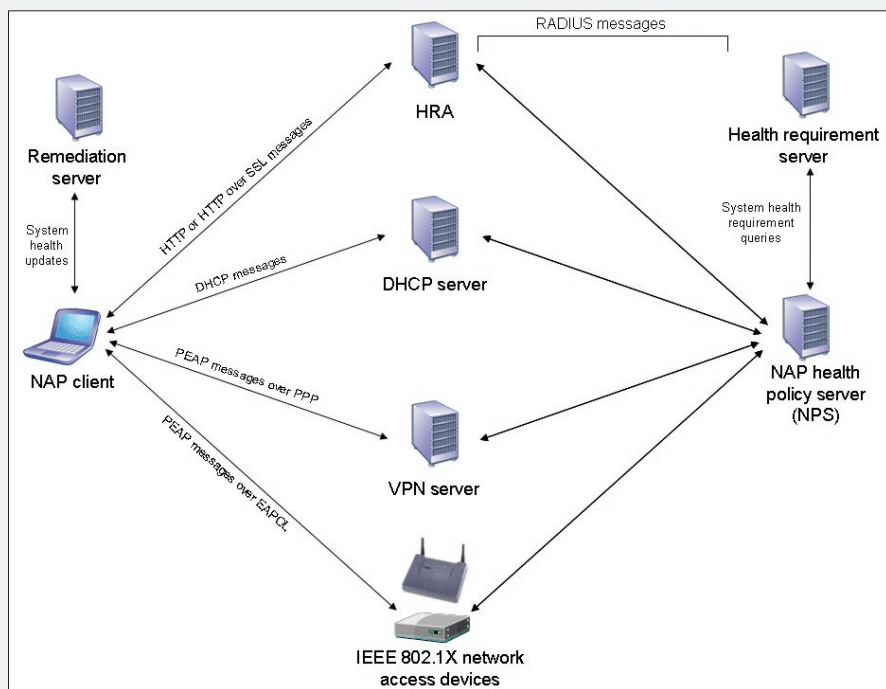 RADIUS messages
HRA
Remediation
server
Health requirement
server
System
health
updates
HTTP or HTTP over SSL messages
System health
requirement
queries
DHCP messages
DHCP server
NAP client
PEAP messages over PPP
NAP health
policy server
(NPS)
PEAP messages over EAPOL
VPN server
IEEE 802.1X network
access devices